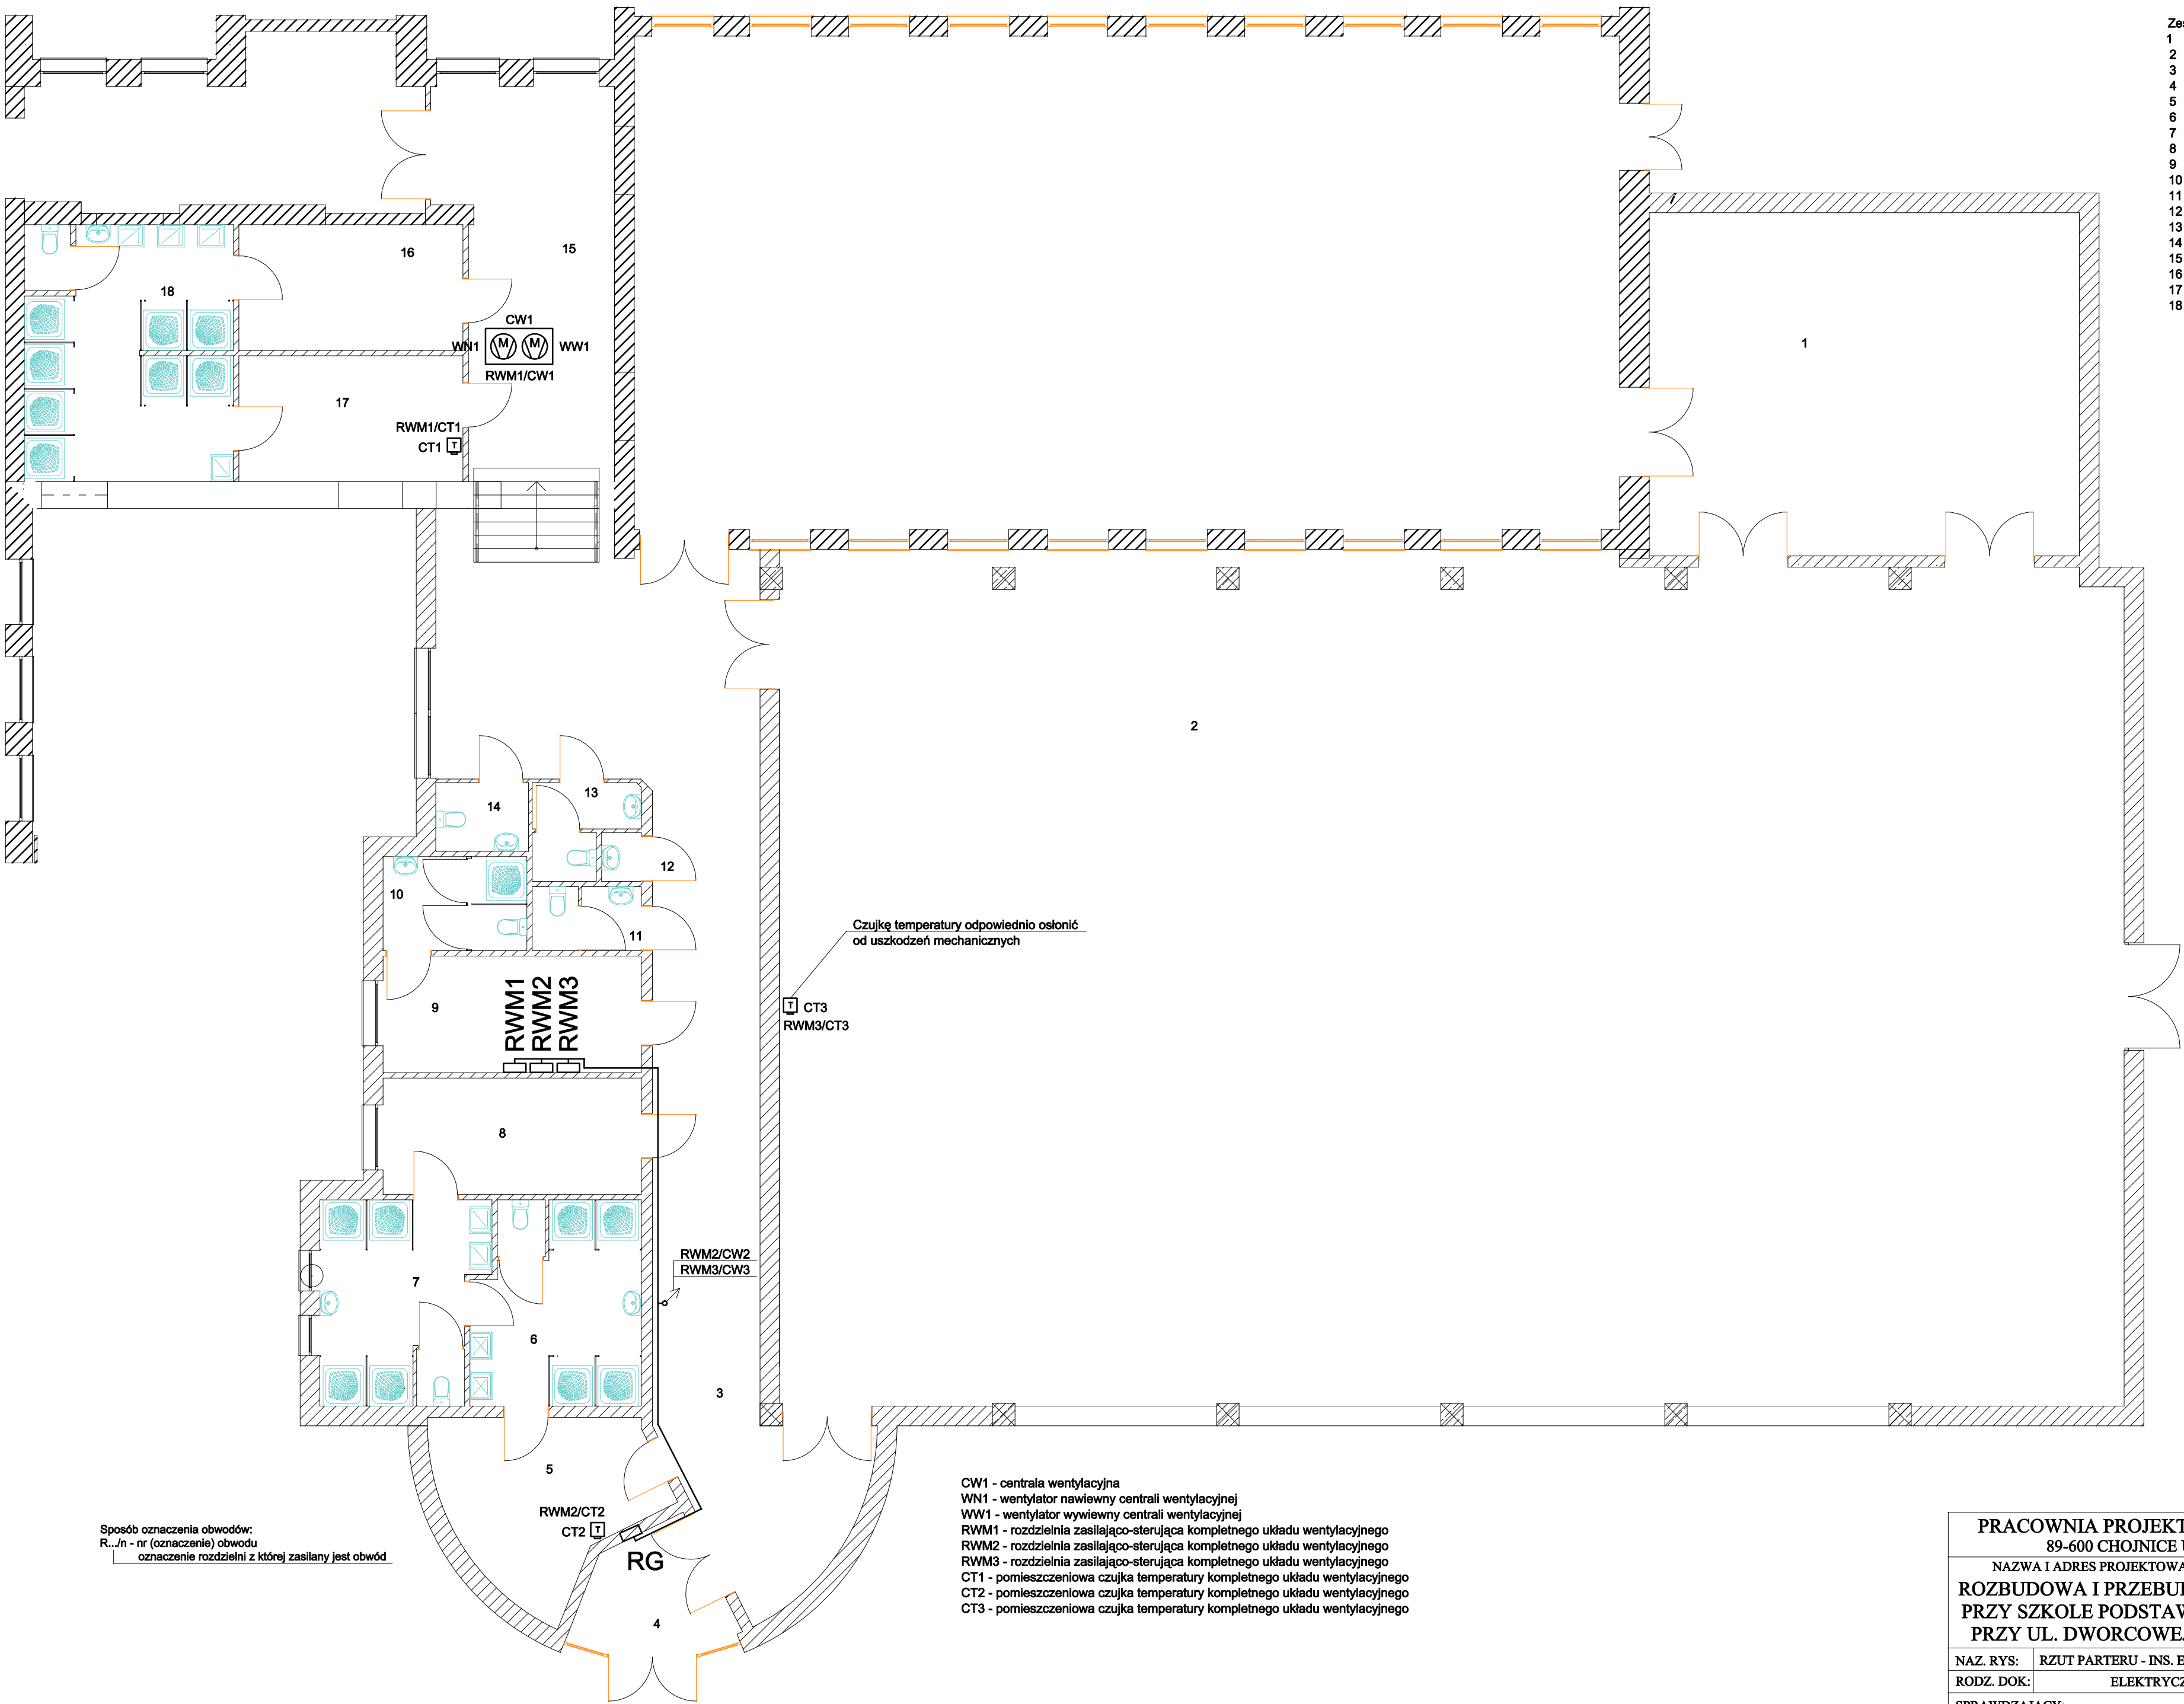 Ze
1
2
3
4
5
6
7
8
9
10
11
12
13
14
15
16
17
18
16
15
18
CW1
WN1 M M WW1
RWM1/CW1
1
17
RWM1/CT1
CT1 T
2
14
13
12
10
11
Czujkę temperatury odpowiednio osłonić
od uszkodzeń mechanicznych
RWM1
RWM2
RWM3
9
T CT3
RWM3/CT3
8
RWM2/CW2
RWM3/CW3
7
6
3
5
RWM2/CT2
CT2 T
RG
4
Sposób oznaczenia obwodów:
R.../n - nr (oznaczenie) obwodu
oznaczenie rozdzielni z której zasilany jest obwód
CW1 - centrala wentylacyjna
WN1 - wentylator nawiewny centrali wentylacyjnej
WW1 - wentylator wywiewny centrali wentylacyjnej
RWM1 - rozdzielnia zasilająco-sterująca kompletnego układu wentylacyjnego
RWM2 - rozdzielnia zasilająco-sterująca kompletnego układu wentylacyjnego
RWM3 - rozdzielnia zasilająco-sterująca kompletnego układu wentylacyjnego
CT1 - pomieszczeniowa czujka temperatury kompletnego układu wentylacyjnego
CT2 - pomieszczeniowa czujka temperatury kompletnego układu wentylacyjnego
CT3 - pomieszczeniowa czujka temperatury kompletnego układu wentylacyjnego
PRACOWNIA PROJEKT
89-600 CHOJNICE
NAZWA I ADRES PROJEKTOWA
ROZBUDOWA I PRZEBU
PRZY SZKOLE PODSTAW
PRZY UL. DWORCOWE
NAZ. RYS: RZUT PARTERU - INS. E
RODZ. DOK: ELEKTRYCZ